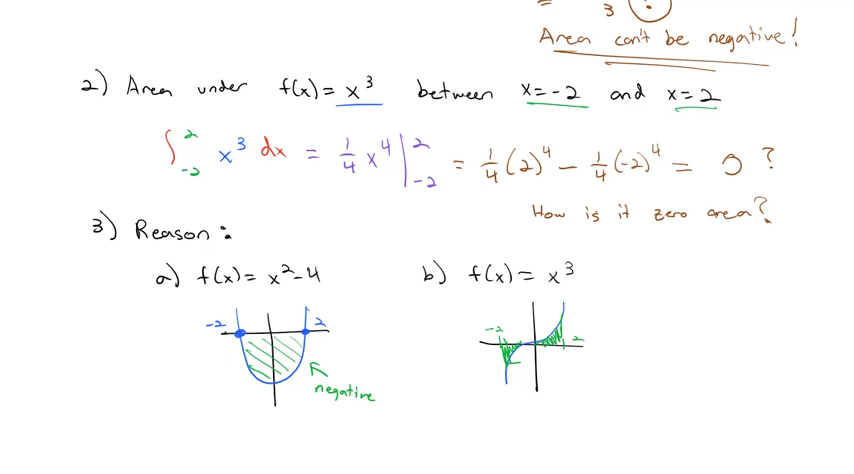 = 3 !
Area can't be negative!
2) Area under f(x) = x³ between x = -2 and x = 2
∫₋₂² x³ dx = 1/4 x⁴ |₋₂² = 1/4 (2)⁴ - 1/4 (-2)⁴ = 0 ?
How is it zero area?
3) Reason:
a) f(x) = x² - 4 b) f(x) = x³
-2 2 -2 2
negative